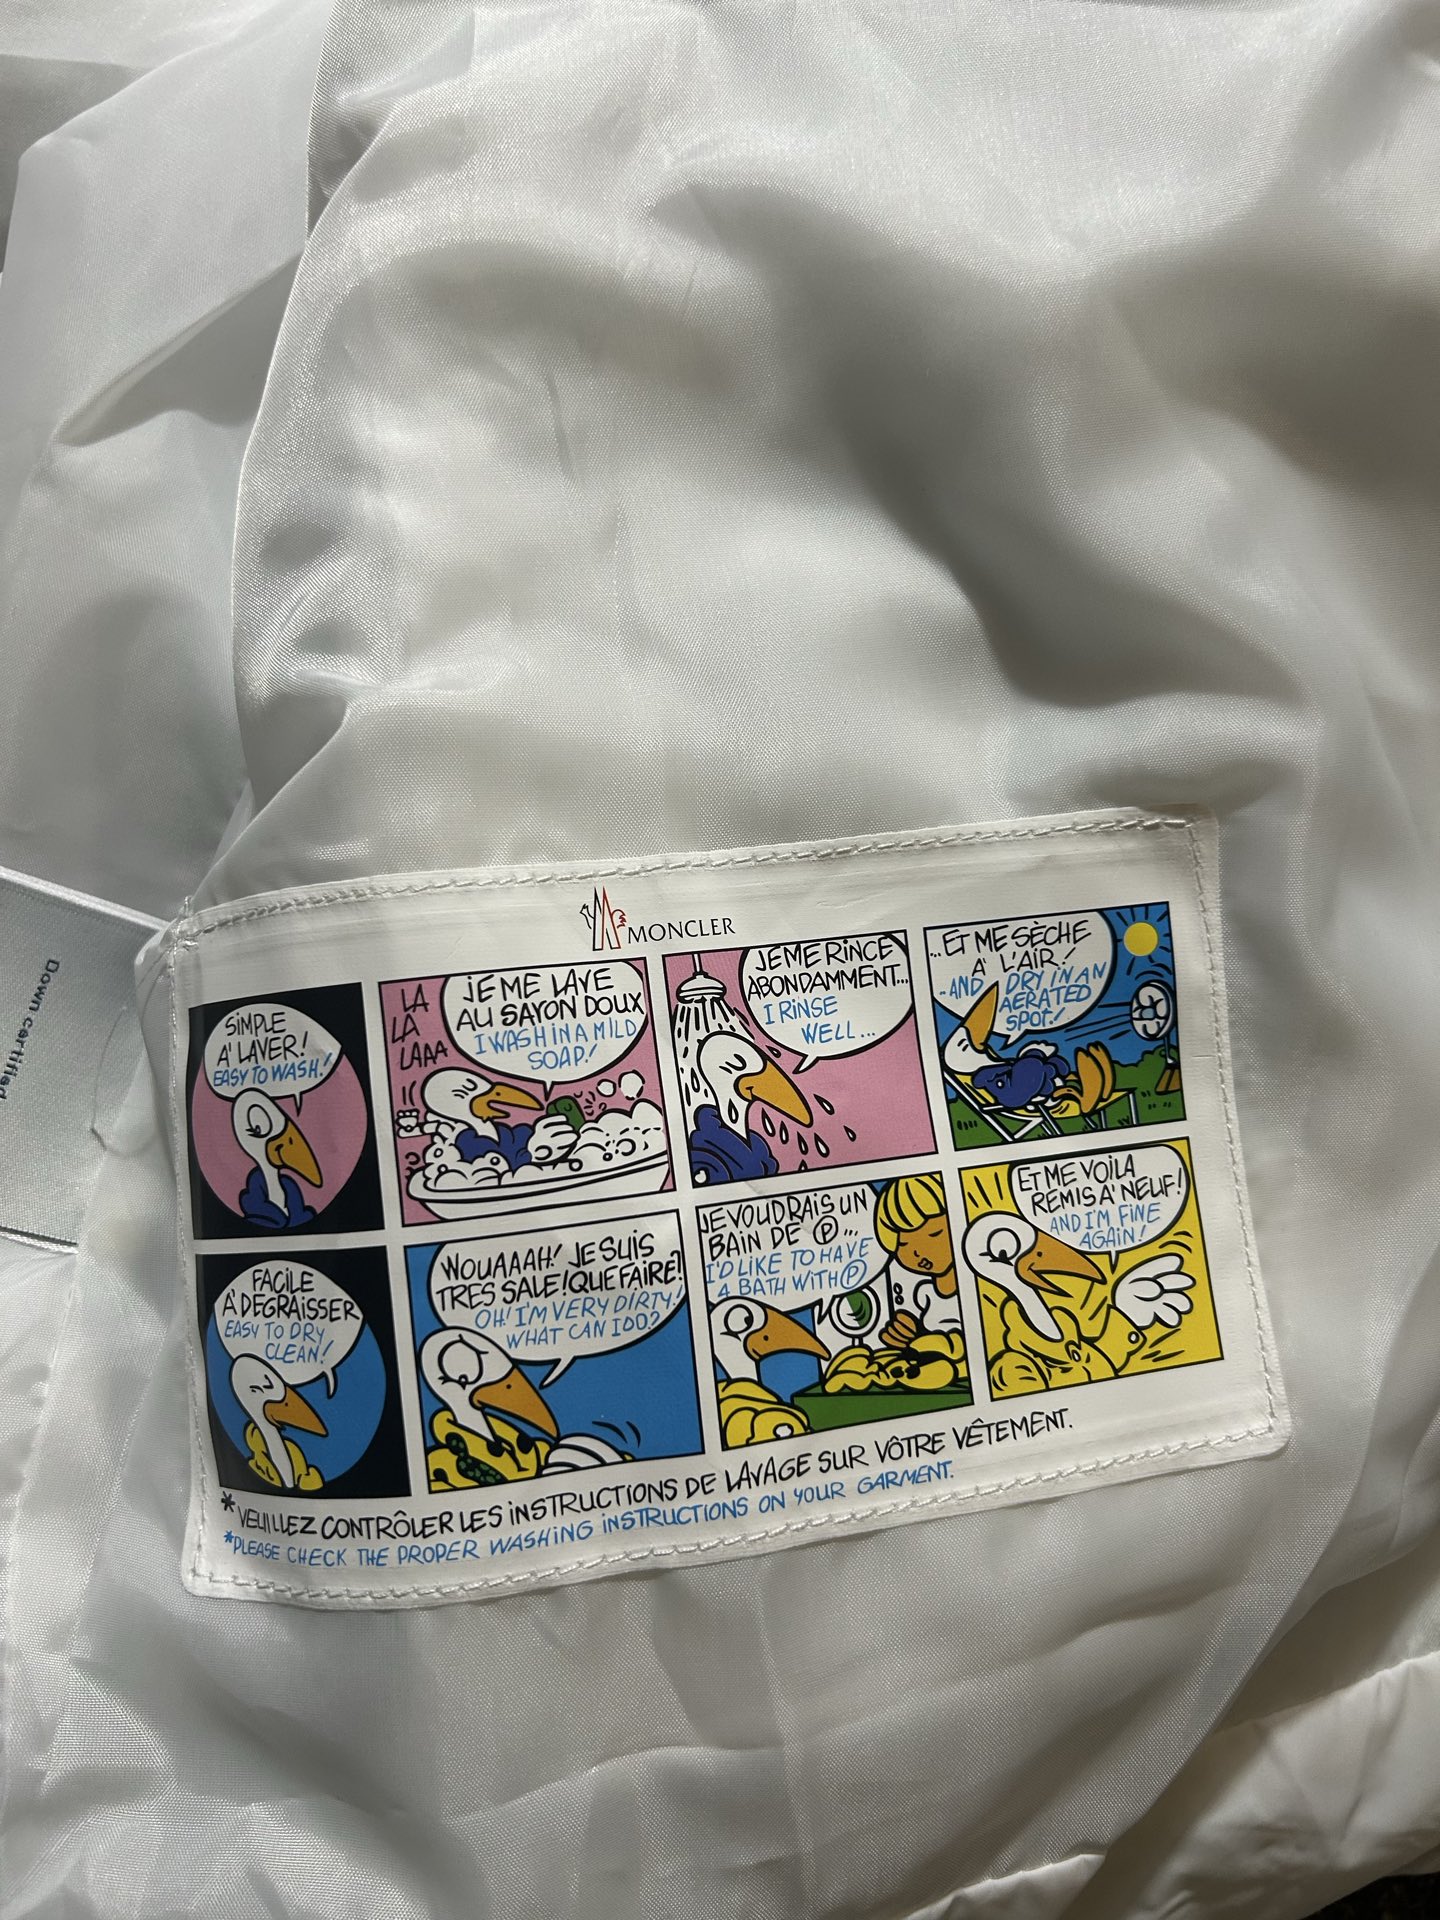 MONCLER
SIMPLE
A' LAVER!
EASY TO WASH!
LA
LA
LAAA
JE ME LAVE
AU SAVON DOUX
I WASH IN A MILD
SOAP!
JE ME RINCE
ABONDAMMENT...
I RINSE
WELL...
...ET ME SÈCHE
A' L'AIR!
..AND DRY IN AN
AERATED
SPOT!
FACILE
A' DEGRAISSER
EASY TO DRY
CLEAN!
WOUAAAH! JE SUIS
TRES SALE! QUE FAIRE?
OH! I'M VERY DIRTY!
WHAT CAN I DO?
JE VOUDRAIS UN
BAIN DE Ⓟ...
I'D LIKE TO HAVE
A BATH WITH Ⓟ
ET ME VOILA
REMIS A' NEUF!
AND I'M FINE
AGAIN!
*VEUILLEZ CONTRÔLER LES INSTRUCTIONS DE LAVAGE SUR VÔTRE VÊTEMENT.
*PLEASE CHECK THE PROPER WASHING INSTRUCTIONS ON YOUR GARMENT.
Down certified